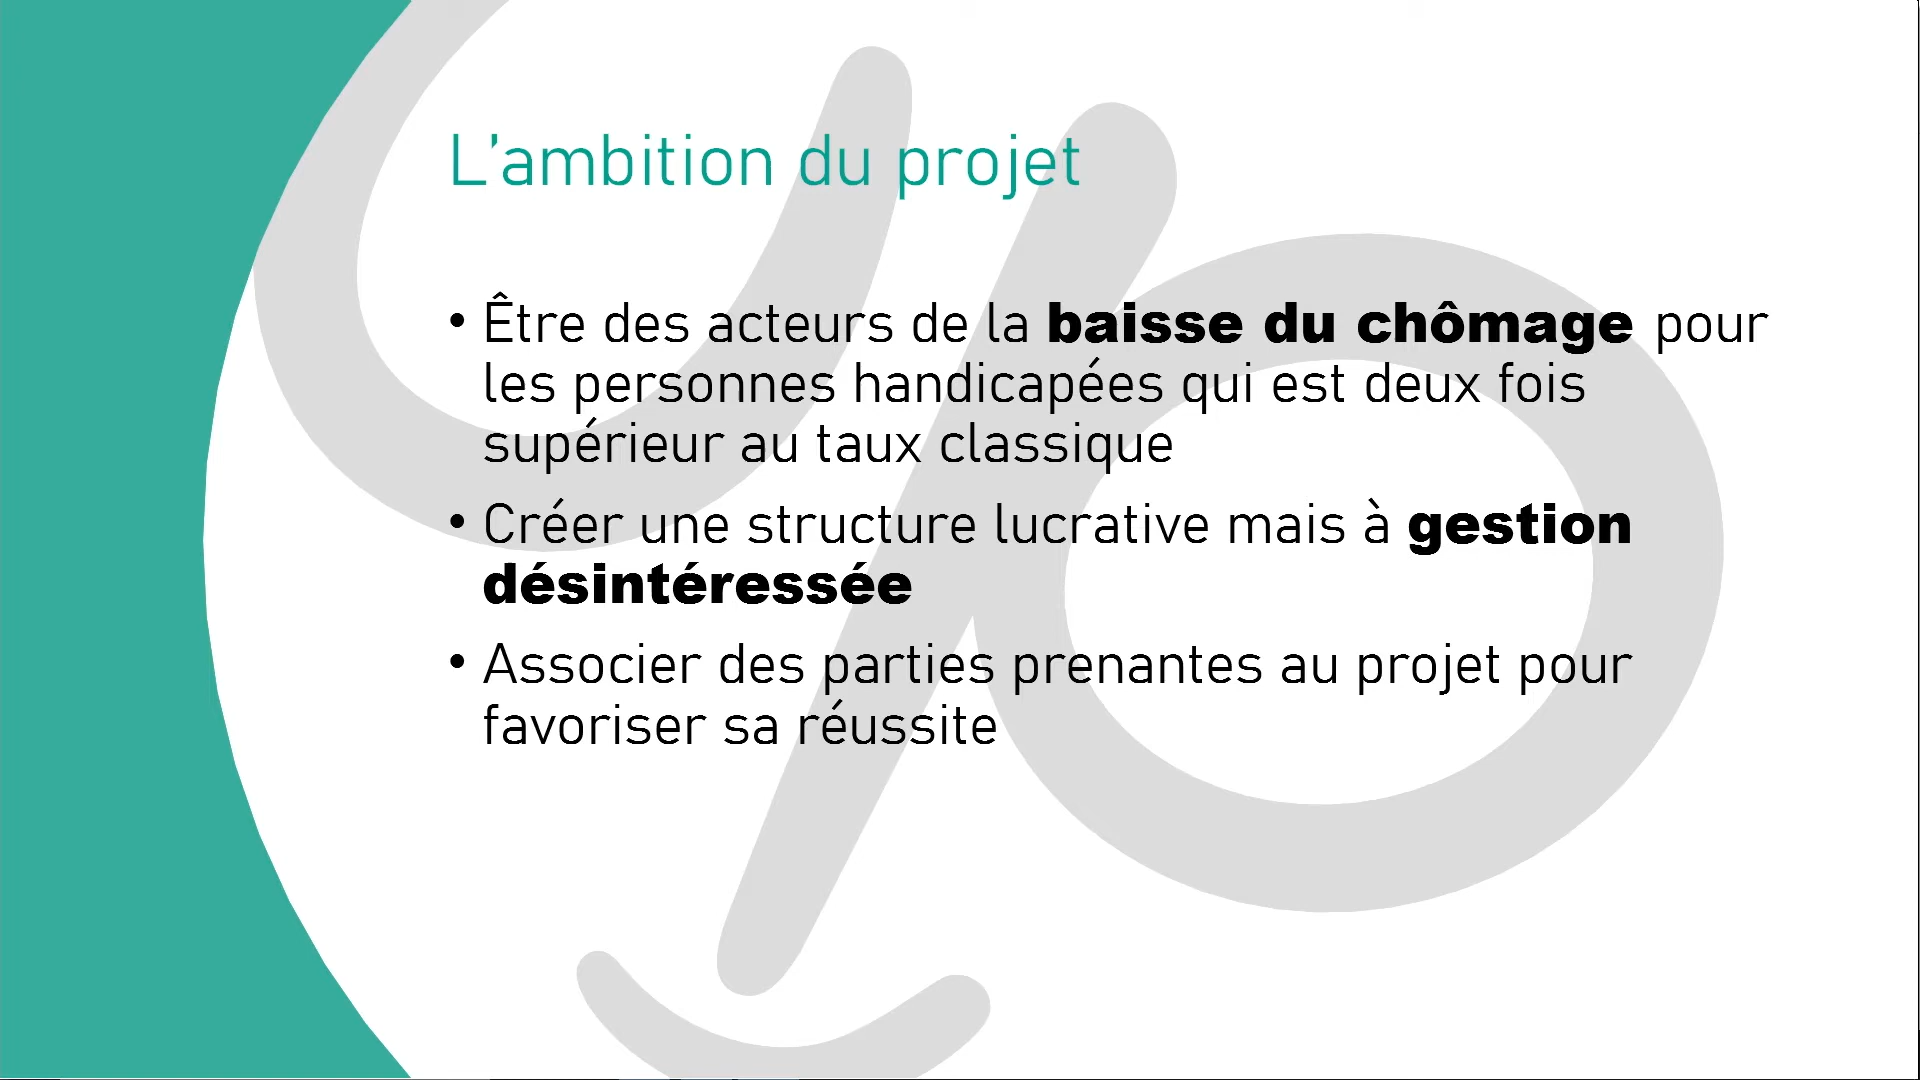 L'ambition du projet
• Être des acteurs de la baisse du chômage pour
les personnes handicapées qui est deux fois
supérieur au taux classique
• Créer une structure lucrative mais à gestion
désintéressée
• Associer des parties prenantes au projet pour
favoriser sa réussite